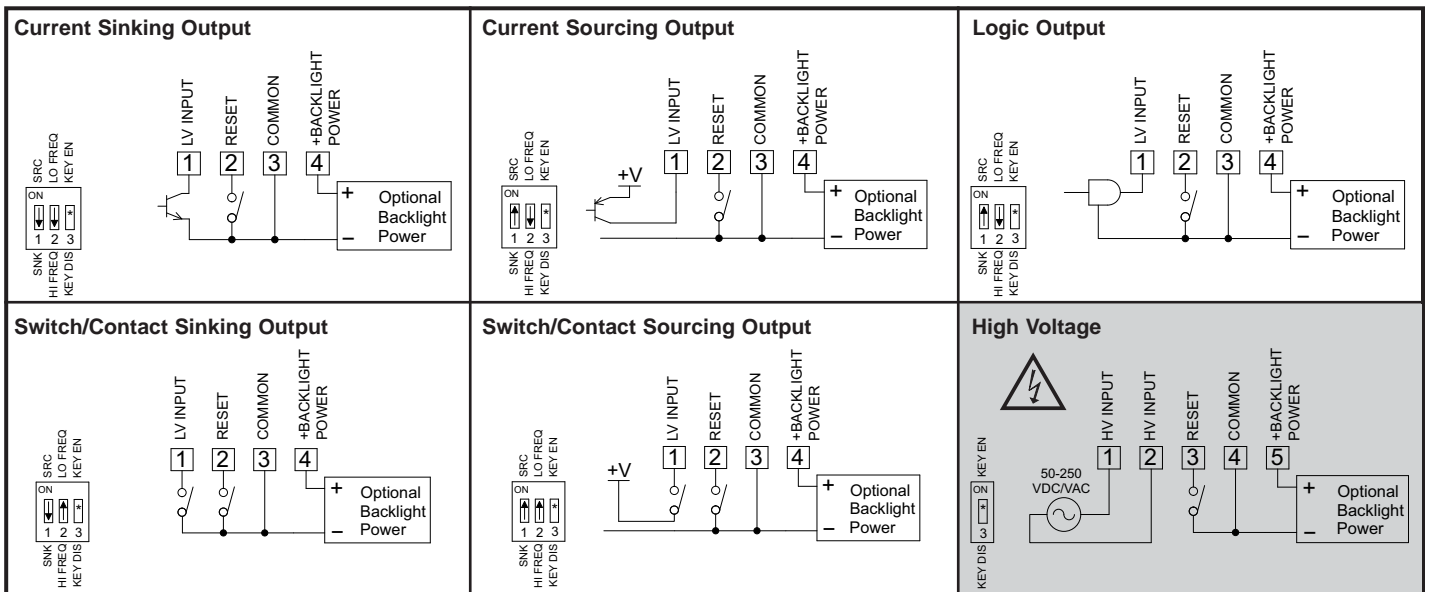 Current Sinking Output
LV INPUT
RESET
COMMON
+BACKLIGHT
POWER
1 2 3 4
SRC
LO FREQ
KEY EN
ON
*
1 2 3
SNK
HI FREQ
KEY DIS
+
Optional
Backlight
– Power
Current Sourcing Output
LV INPUT
RESET
COMMON
+BACKLIGHT
POWER
1 2 3 4
+V
SRC
LO FREQ
KEY EN
ON
*
1 2 3
SNK
HI FREQ
KEY DIS
+
Optional
Backlight
– Power
Logic Output
LV INPUT
RESET
COMMON
+BACKLIGHT
POWER
1 2 3 4
SRC
LO FREQ
KEY EN
ON
*
1 2 3
SNK
HI FREQ
KEY DIS
+
Optional
Backlight
– Power
Switch/Contact Sinking Output
LV INPUT
RESET
COMMON
+BACKLIGHT
POWER
1 2 3 4
SRC
LO FREQ
KEY EN
ON
*
1 2 3
SNK
HI FREQ
KEY DIS
+
Optional
Backlight
– Power
Switch/Contact Sourcing Output
LV INPUT
RESET
COMMON
+BACKLIGHT
POWER
1 2 3 4
+V
SRC
LO FREQ
KEY EN
ON
*
1 2 3
SNK
HI FREQ
KEY DIS
+
Optional
Backlight
– Power
High Voltage
HV INPUT
HV INPUT
RESET
COMMON
+BACKLIGHT
POWER
1 2 3 4 5
50-250
VDC/VAC
KEY EN
ON
*
3
KEY DIS
+
Optional
Backlight
– Power